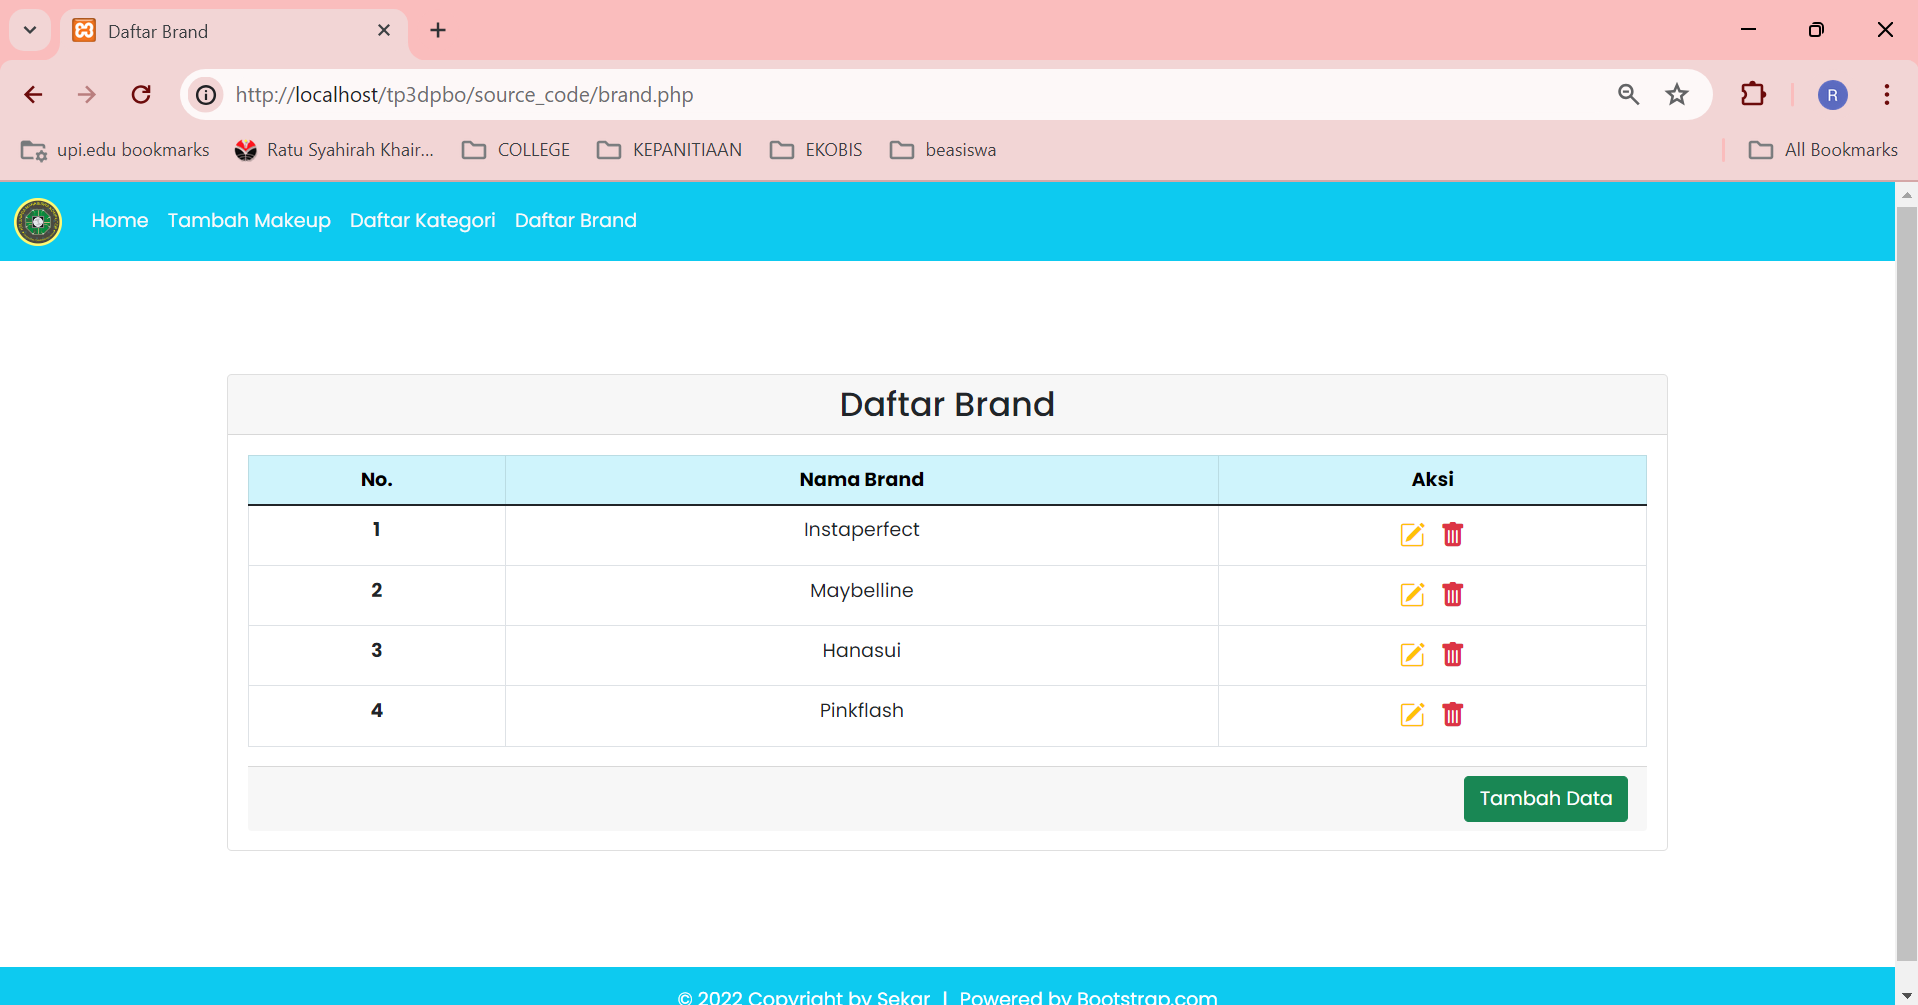 Daftar Brand
http://localhost/tp3dpbo/source_code/brand.php
R
upi.edu bookmarks Ratu Syahirah Khair... COLLEGE KEPANITIAAN EKOBIS beasiswa All Bookmarks
Home Tambah Makeup Daftar Kategori Daftar Brand
Daftar Brand
No. Nama Brand Aksi
1 Instaperfect
2 Maybelline
3 Hanasui
4 Pinkflash
Tambah Data
© 2022 Copyright by Sekar | Powered by Bootstrap.com